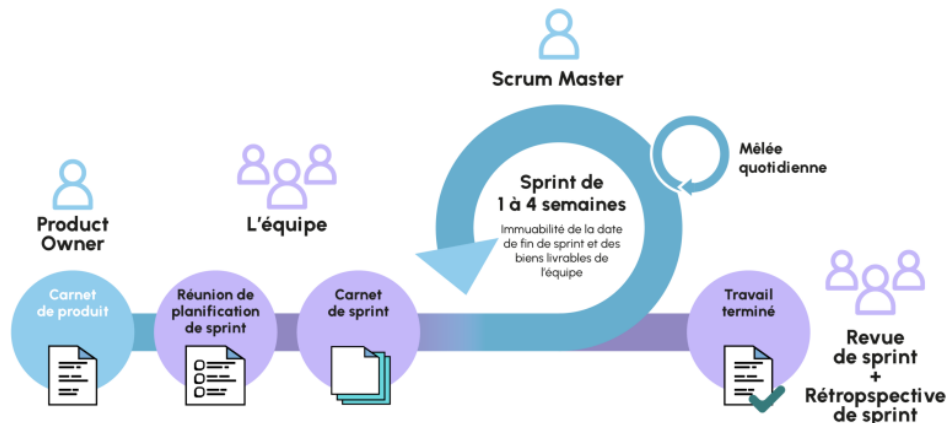 Scrum Master
Mêlée
quotidienne
Sprint de
1 à 4 semaines
Immuabilité de la date
de fin de sprint et des
biens livrables de
l'équipe
Product
Owner
L'équipe
Carnet
de produit
Réunion de
planification
de sprint
Carnet
de sprint
Travail
terminé
Revue
de sprint
+
Rétropspective
de sprint